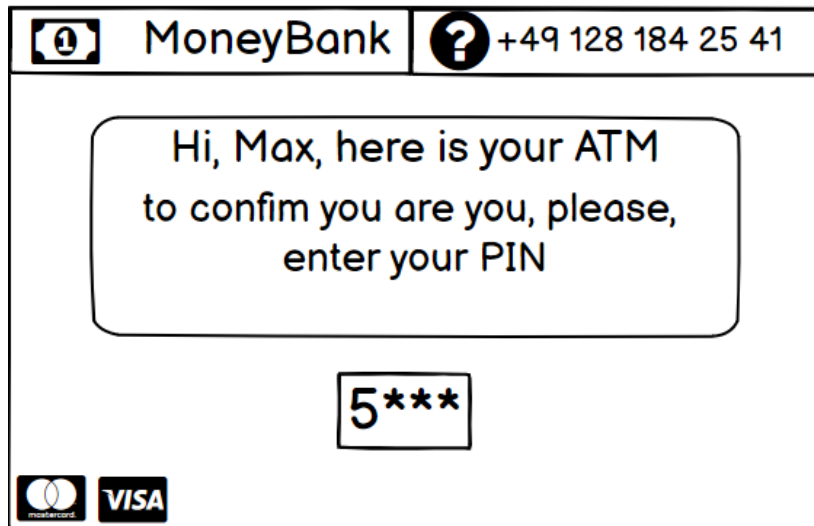 1 MoneyBank ? +49 128 184 25 41
Hi, Max, here is your ATM
to confim you are you, please,
enter your PIN
5***
mastercard. VISA